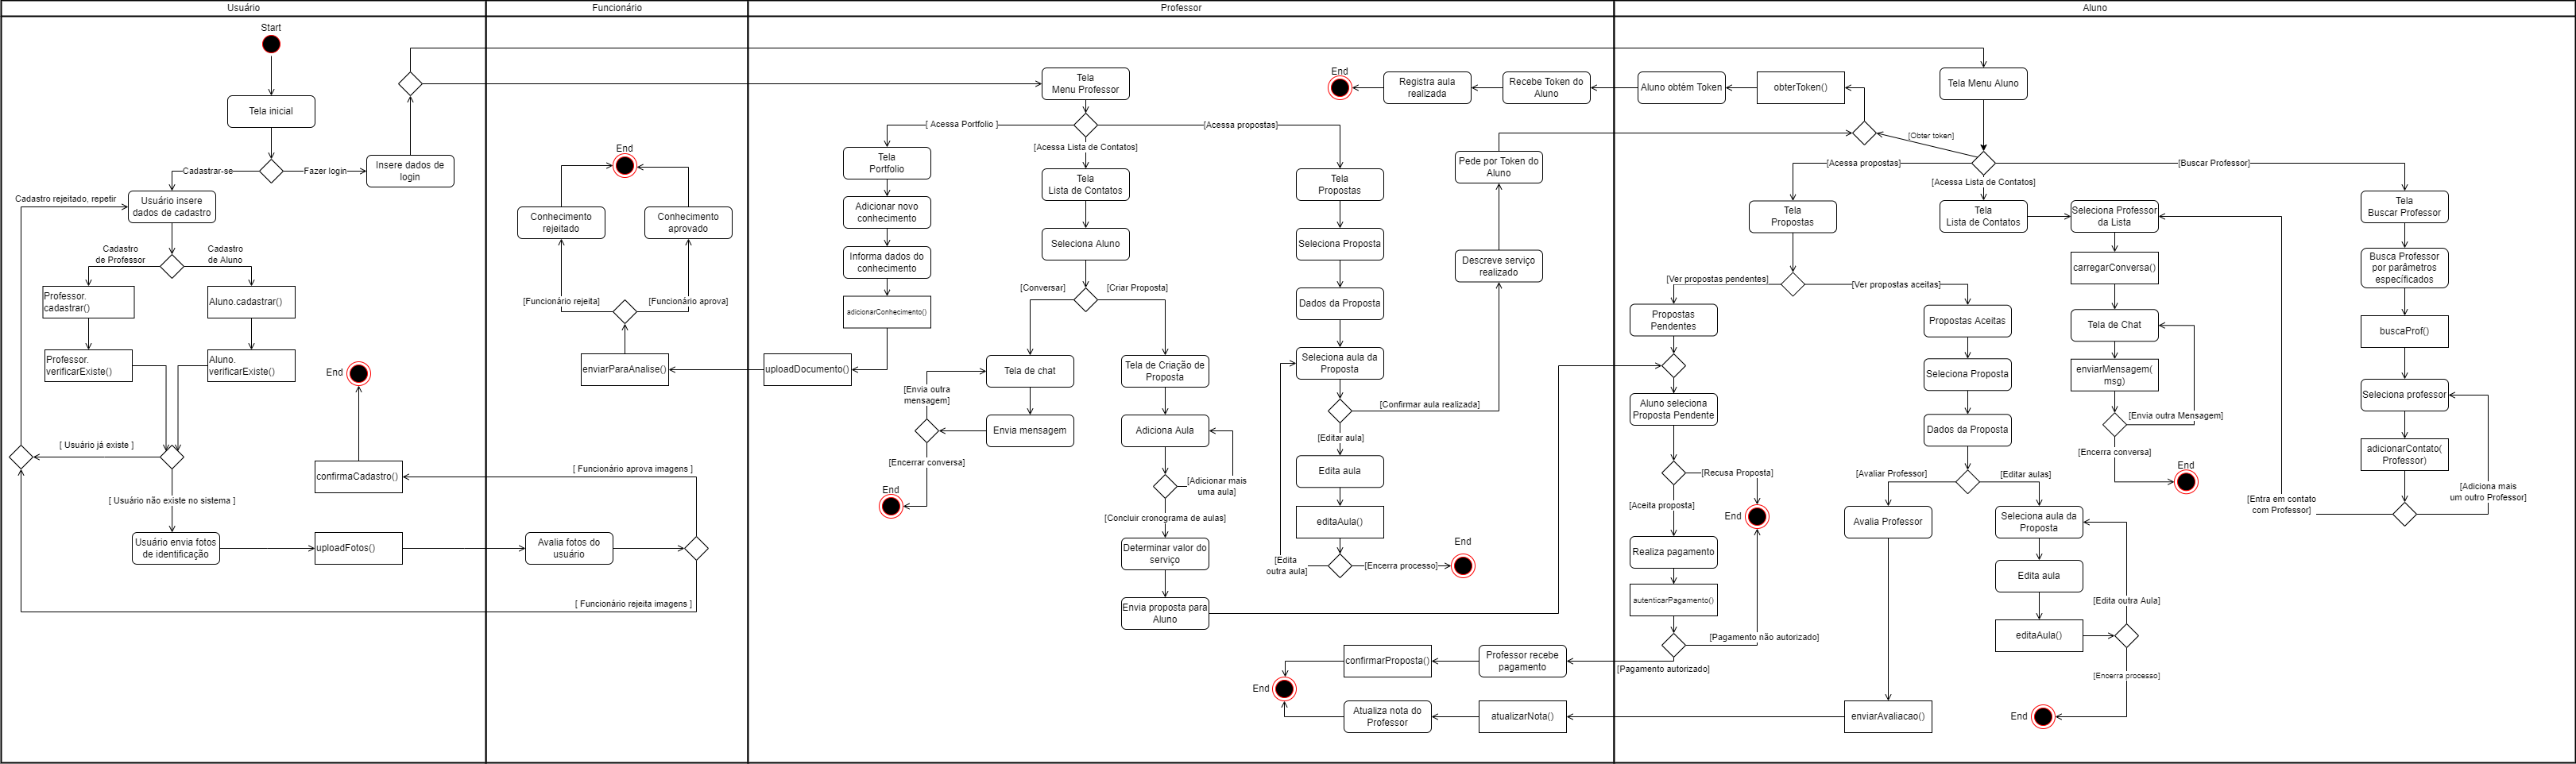 Usuário
Funcionário
Professor
Aluno
Start
Tela inicial
Cadastrar-se
Fazer login
Insere dados de
login
Cadastro rejeitado, repetir
Usuário insere
dados de cadastro
Cadastro
de Professor
Cadastro
de Aluno
Professor.
cadastrar()
Aluno.cadastrar()
Professor.
verificarExiste()
Aluno.
verificarExiste()
End
[ Usuário já existe ]
confirmaCadastro()
[ Usuário não existe no sistema ]
Usuário envia fotos
de identificação
uploadFotos()
End
Conhecimento
rejeitado
Conhecimento
aprovado
[Funcionário rejeita]
[Funcionário aprova]
enviarParaAnalise()
[ Funcionário aprova imagens ]
Avalia fotos do
usuário
[ Funcionário rejeita imagens ]
Tela
Menu Professor
[ Acessa Portfolio ]
[Acessa propostas]
[Acessa Lista de Contatos]
Tela
Portfolio
Adicionar novo
conhecimento
Informa dados do
conhecimento
adicionarConhecimento()
uploadDocumento()
Tela
Lista de Contatos
Seleciona Aluno
[Conversar]
[Criar Proposta]
Tela de chat
[Envia outra
mensagem]
Envia mensagem
[Encerrar conversa]
End
Tela de Criação de
Proposta
Adiciona Aula
[Adicionar mais
uma aula]
[Concluir cronograma de aulas]
Determinar valor do
serviço
Envia proposta para
Aluno
End
Registra aula
realizada
Recebe Token do
Aluno
Tela
Propostas
Seleciona Proposta
Dados da Proposta
Seleciona aula da
Proposta
[Confirmar aula realizada]
[Editar aula]
Edita aula
editaAula()
[Edita
outra aula]
[Encerra processo]
End
Pede por Token do
Aluno
Descreve serviço
realizado
confirmarProposta()
Professor recebe
pagamento
End
Atualiza nota do
Professor
atualizarNota()
Aluno obtém Token
obterToken()
Tela Menu Aluno
[Obter token]
[Acessa propostas]
[Buscar Professor]
[Acessa Lista de Contatos]
Tela
Propostas
[Ver propostas pendentes]
[Ver propostas aceitas]
Propostas
Pendentes
Aluno seleciona
Proposta Pendente
[Recusa Proposta]
[Aceita proposta]
End
Realiza pagamento
autenticarPagamento()
[Pagamento não autorizado]
[Pagamento autorizado]
Propostas Aceitas
Seleciona Proposta
Dados da Proposta
[Avaliar Professor]
[Editar aulas]
Avalia Professor
enviarAvaliacao()
Seleciona aula da
Proposta
Edita aula
editaAula()
[Edita outra Aula]
[Encerra processo]
End
Tela
Lista de Contatos
Seleciona Professor
da Lista
carregarConversa()
Tela de Chat
enviarMensagem(
msg)
[Envia outra Mensagem]
[Encerra conversa]
End
Tela
Buscar Professor
Busca Professor
por parâmetros
específicados
buscaProf()
Seleciona professor
adicionarContato(
Professor)
[Entra em contato
com Professor]
[Adiciona mais
um outro Professor]